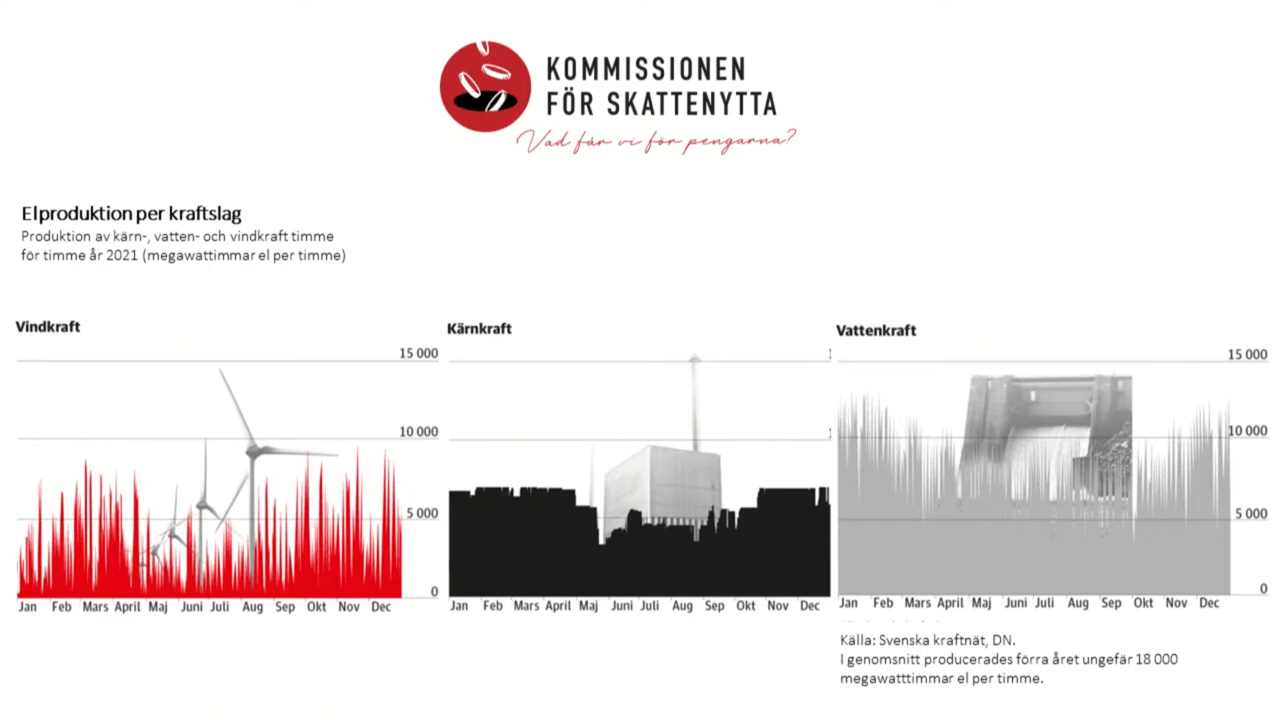 KOMMISSIONEN
FÖR SKATTENYTTA
Vad får vi för pengarna?
Elproduktion per kraftslag
Produktion av kärn-, vatten- och vindkraft timme
för timme år 2021 (megawattimmar el per timme)
Vindkraft
15 000
10 000
5 000
0
Jan Feb Mars April Maj Juni Juli Aug Sep Okt Nov Dec
Kärnkraft
Jan Feb Mars April Maj Juni Juli Aug Sep Okt Nov Dec
Vattenkraft
15 000
10 000
5 000
0
Jan Feb Mars April Maj Juni Juli Aug Sep Okt Nov Dec
Källa: Svenska kraftnät, DN.
I genomsnitt producerades förra året ungefär 18 000
megawatttimmar el per timme.